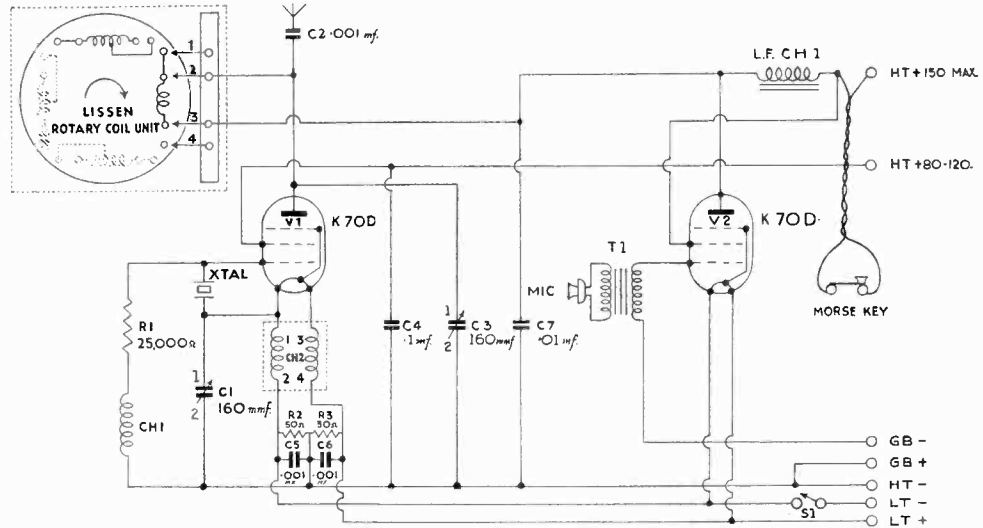 C2 .001 mf.
1
2
3
4
LISSEN
ROTARY COIL UNIT
L.F. CH 1
HT+150 MAX.
HT+80-120.
V1
K 70D
V2
K 70D.
XTAL
T1
MIC
MORSE KEY
R1
25,000Ω
1
C1
2
160 mmf.
CH1
1 3
CH2
2 4
C4
.1 mf.
1
C3
2
160 mmf.
C7
.01 mf.
R2
50Ω
R3
50Ω
C5
.001
C6
.001
GB -
GB +
HT -
LT -
S1
LT +